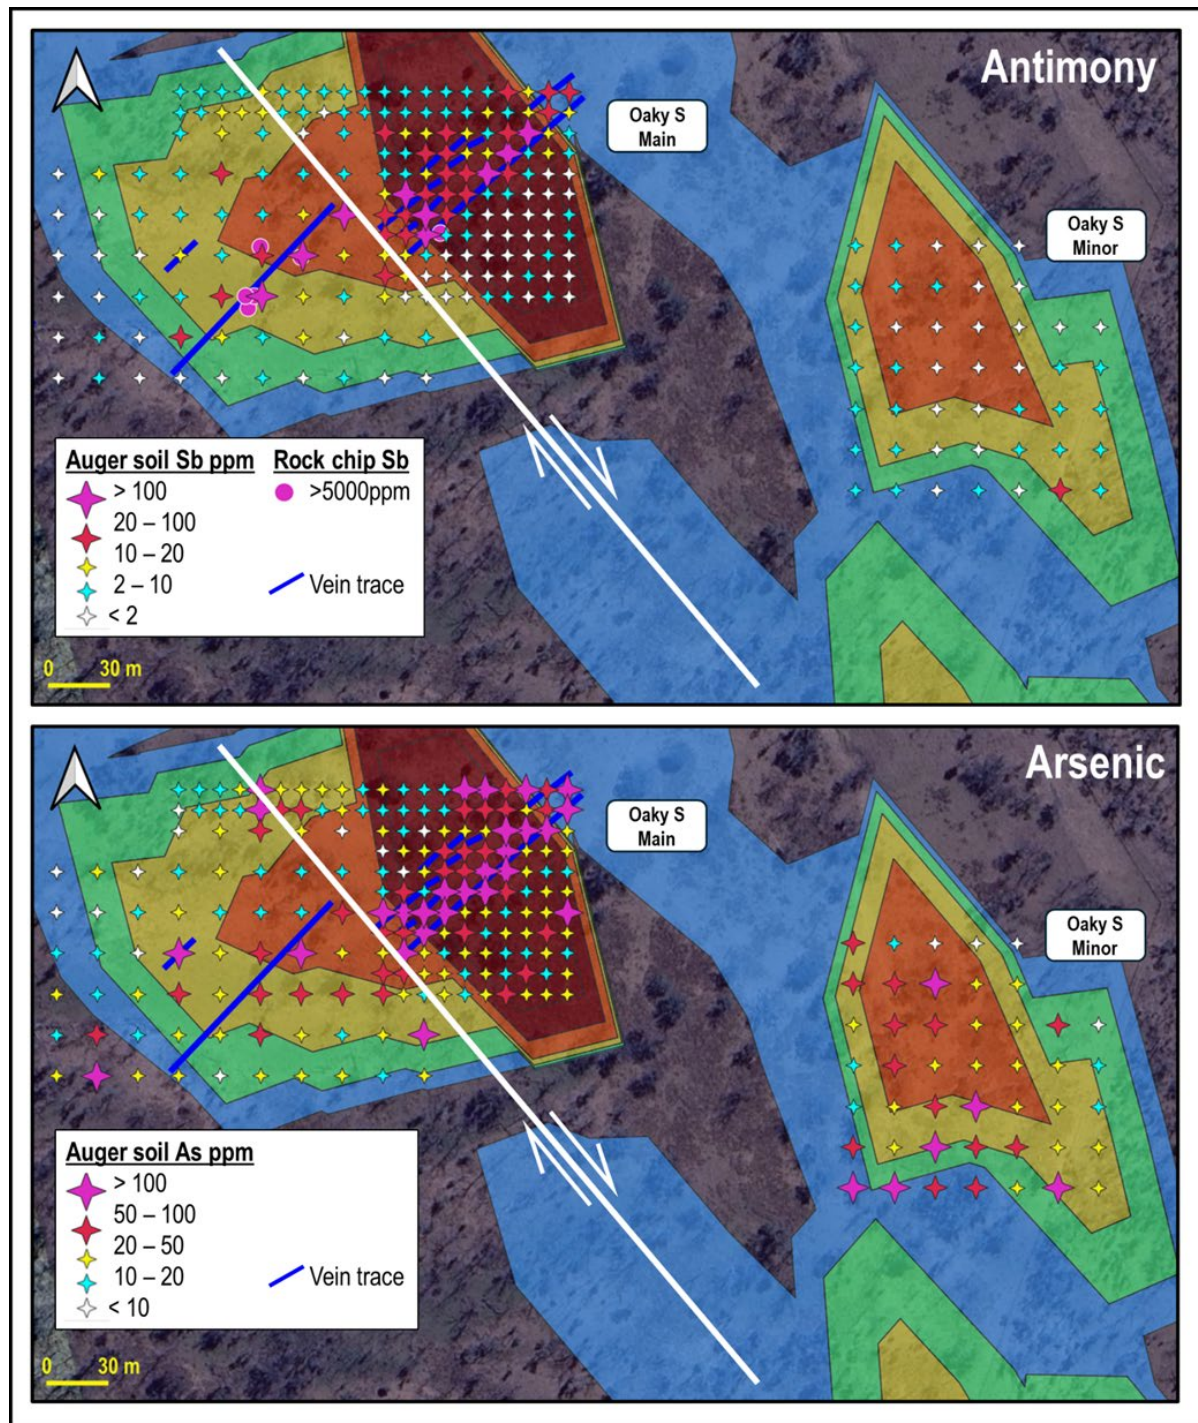 Antimony
Oaky S
Main
Oaky S
Minor
Auger soil Sb ppm
> 100
20 – 100
10 – 20
2 – 10
< 2
Rock chip Sb
>5000ppm
Vein trace
0 30 m
Arsenic
Oaky S
Main
Oaky S
Minor
Auger soil As ppm
> 100
50 – 100
20 – 50
10 – 20
< 10
Vein trace
0 30 m